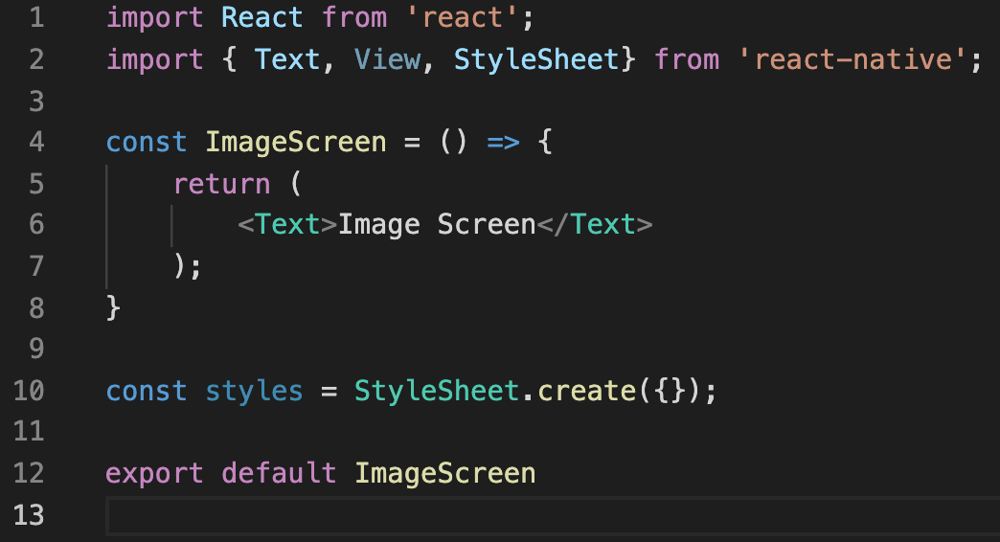 1 import React from 'react';
2 import { Text, View, StyleSheet} from 'react-native';
3
4 const ImageScreen = () => {
5 return (
6 <Text>Image Screen</Text>
7 );
8 }
9
10 const styles = StyleSheet.create({});
11
12 export default ImageScreen
13